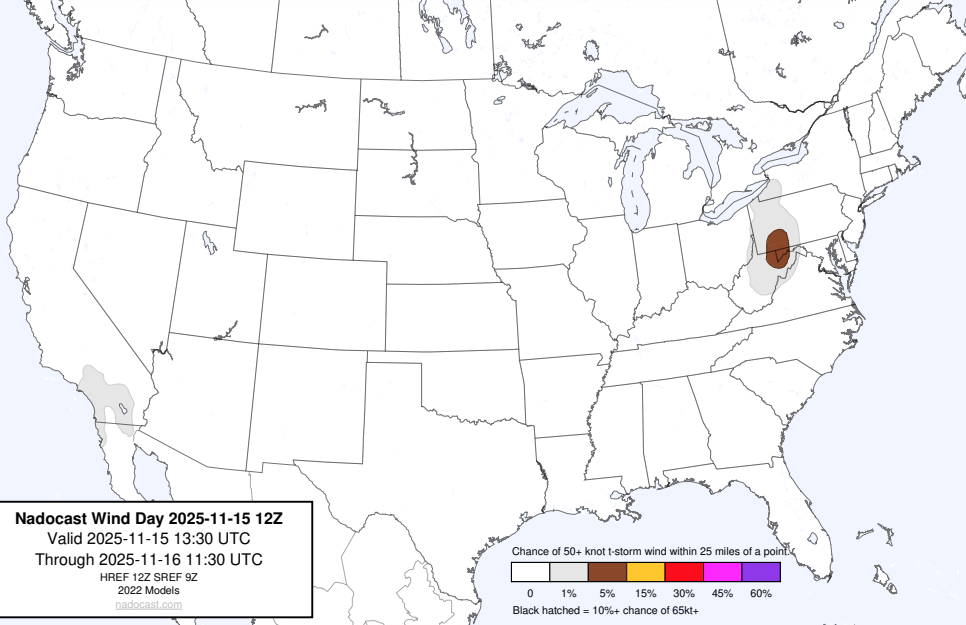 Nadocast Wind Day 2025-11-15 12Z
Valid 2025-11-15 13:30 UTC
Through 2025-11-16 11:30 UTC
HREF 12Z SREF 9Z
2022 Models
nadocast.com
Chance of 50+ knot t-storm wind within 25 miles of a point.
0 1% 5% 15% 30% 45% 60%
Black hatched = 10%+ chance of 65kt+